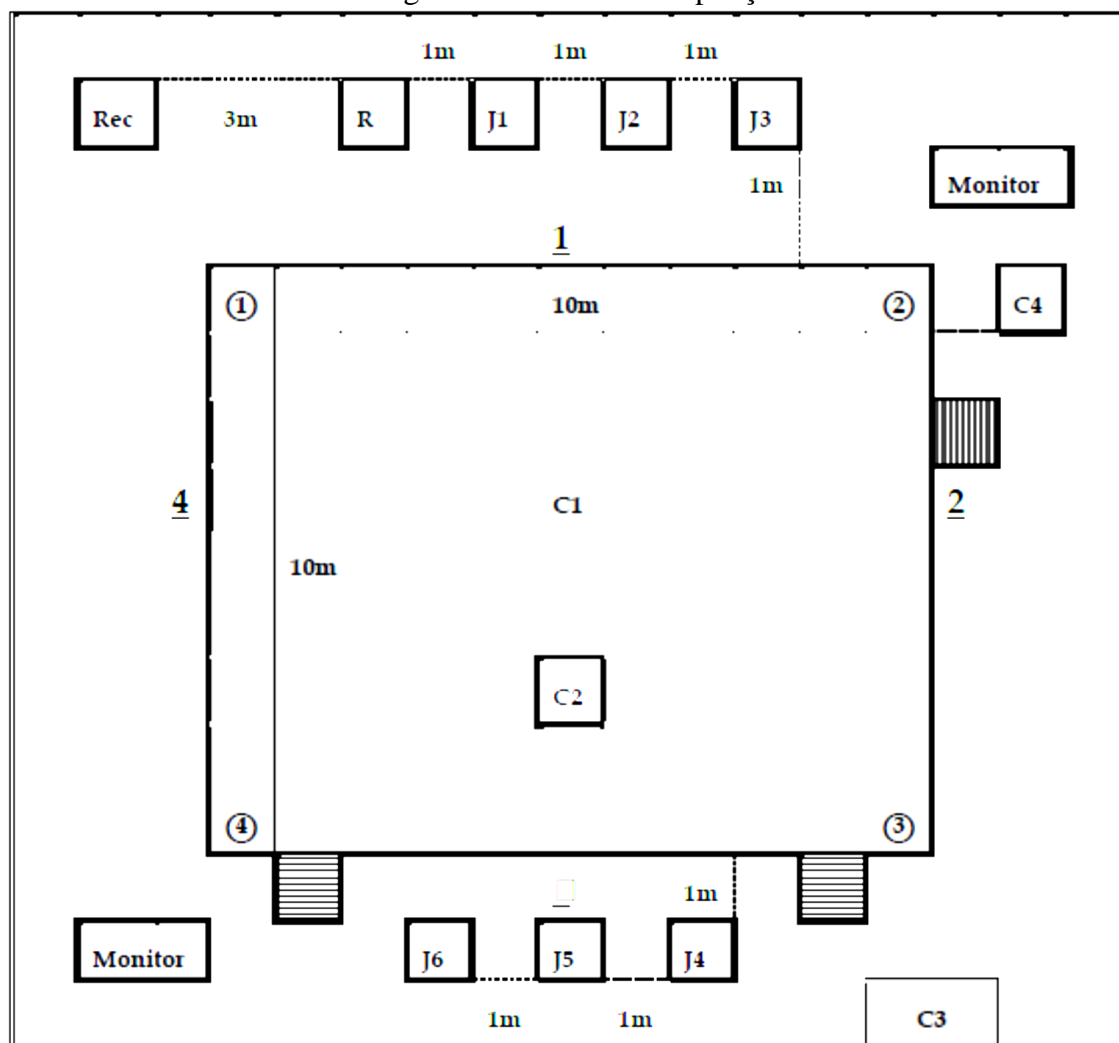 1m 1m 1m
Rec 3m R J1 J2 J3
1m Monitor
1
① 10m ② C4
4 C1 2
10m
C2
④ ③
1m
Monitor J6 J5 J4
1m 1m C3